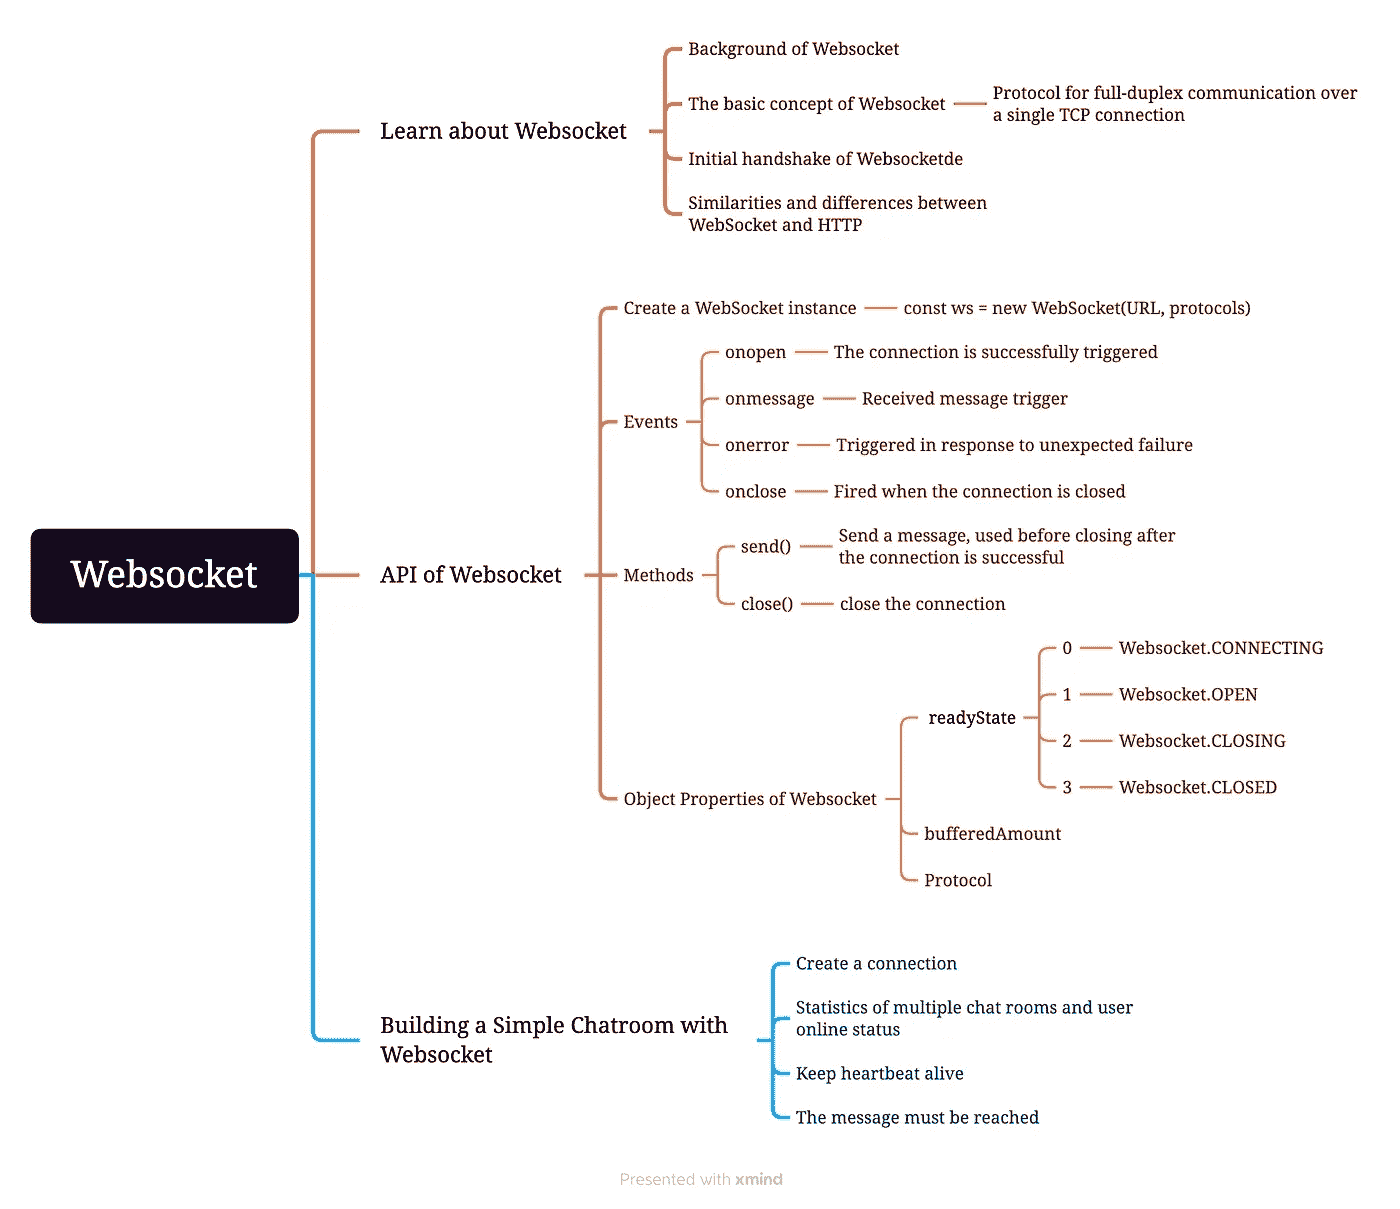 Background of Websocket
The basic concept of Websocket
Protocol for full-duplex communication over
a single TCP connection
Learn about Websocket
Initial handshake of Websocketde
Similarities and differences between
WebSocket and HTTP
Create a WebSocket instance
const ws = new WebSocket(URL, protocols)
Events
onopen
The connection is successfully triggered
onmessage
Received message trigger
onerror
Triggered in response to unexpected failure
onclose
Fired when the connection is closed
Websocket
API of Websocket
Methods
send()
Send a message, used before closing after
the connection is successful
close()
close the connection
Object Properties of Websocket
readyState
0
Websocket.CONNECTING
1
Websocket.OPEN
2
Websocket.CLOSING
3
Websocket.CLOSED
bufferedAmount
Protocol
Building a Simple Chatroom with
Websocket
Create a connection
Statistics of multiple chat rooms and user
online status
Keep heartbeat alive
The message must be reached
Presented with xmind